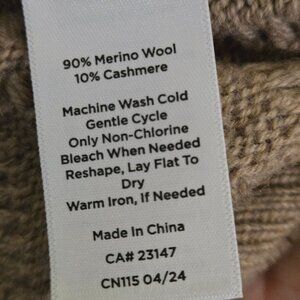 90% Merino Wool
10% Cashmere
Machine Wash Cold
Gentle Cycle
Only Non-Chlorine
Bleach When Needed
Reshape, Lay Flat To
Dry
Warm Iron, If Needed
Made In China
CA# 23147
CN115 04/24